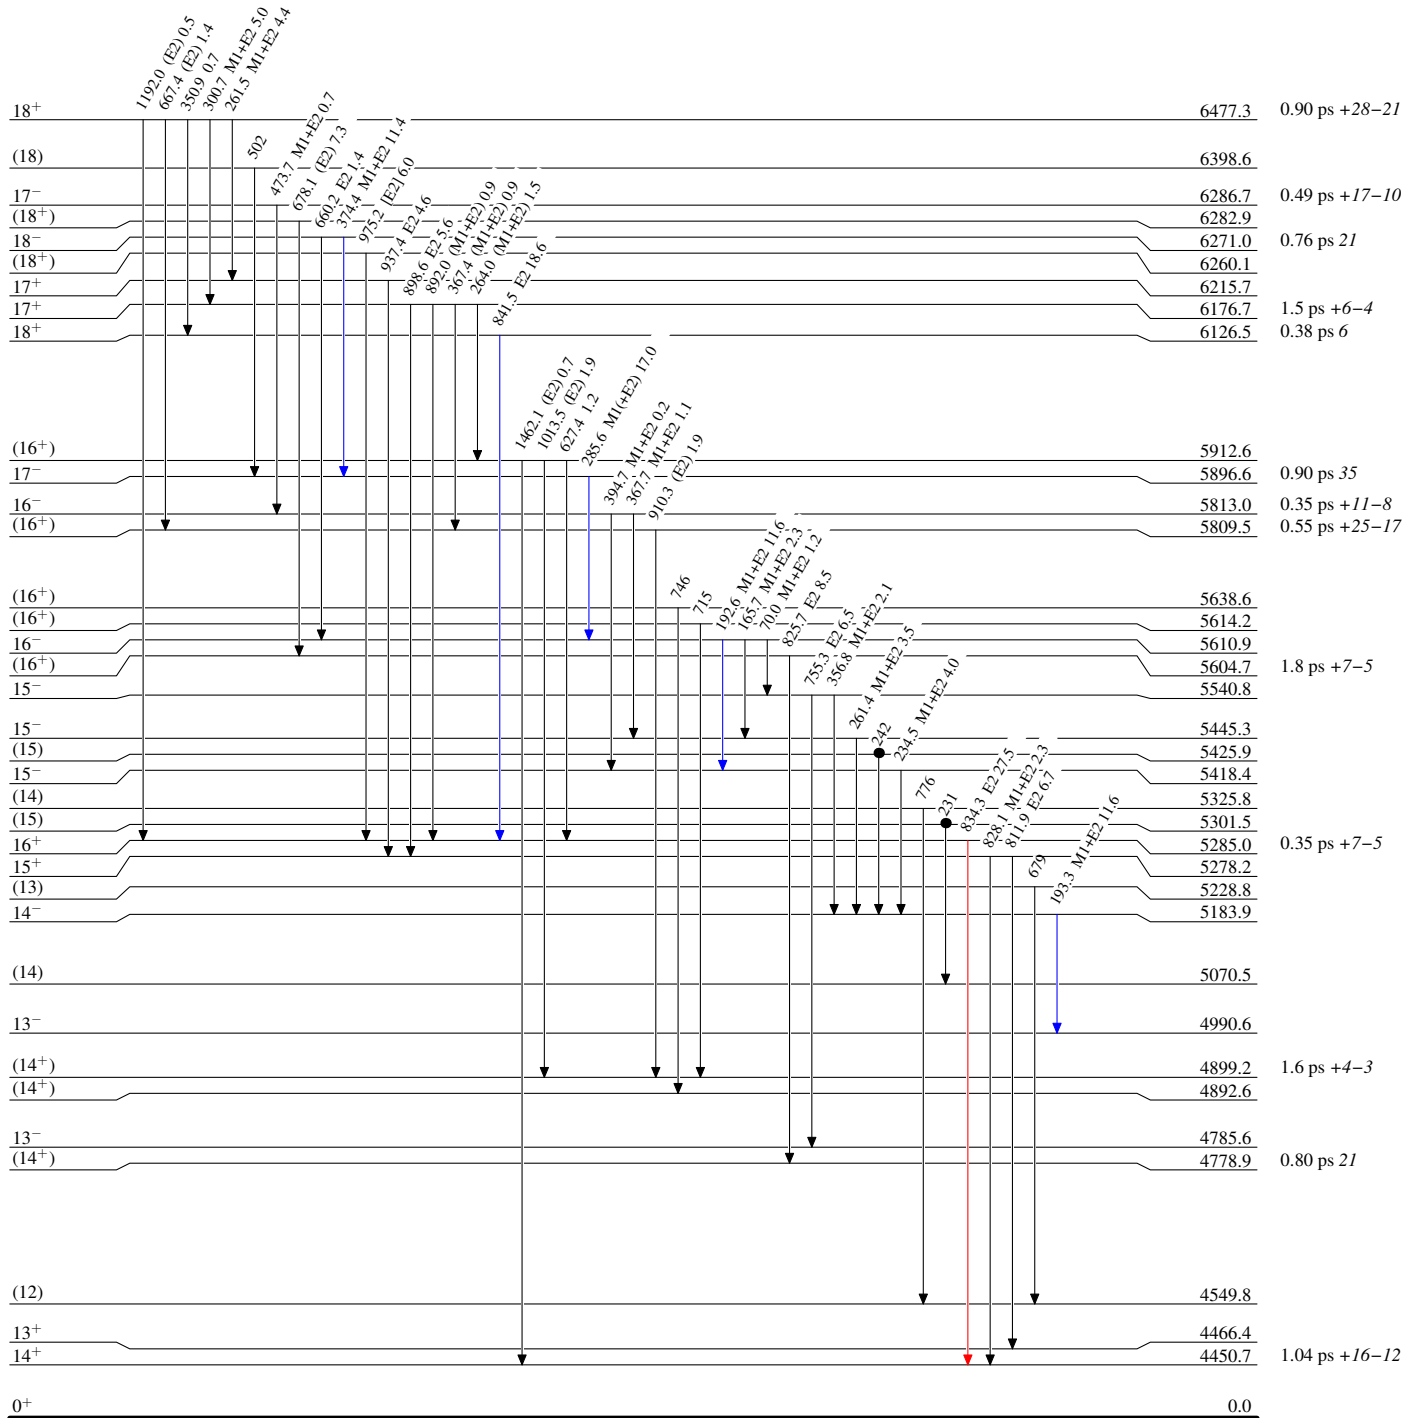 1192.0 (E2) 0.5
667.4 (E2) 1.4
350.9 0.7
300.7 M1+E2 5.0
261.5 M1+E2 4.4
18+ 6477.3 0.90 ps +28−21
502
(18) 6398.6
473.7 M1+E2 0.7
17− 6286.7 0.49 ps +17−10
678.1 (E2) 7.3
(18+) 6282.9
660.2 E2 1.4
374.4 M1+E2 11.4
18− 6271.0 0.76 ps 21
975.2 [E2] 6.0
(18+) 6260.1
937.4 E2 4.6
17+ 6215.7
898.6 E2 5.6
892.0 (M1+E2) 0.9
367.4 (M1+E2) 0.9
264.0 (M1+E2) 1.5
17+ 6176.7 1.5 ps +6−4
841.5 E2 18.6
18+ 6126.5 0.38 ps 6
1462.1 (E2) 0.7
1013.5 (E2) 1.9
627.4 1.2
(16+) 5912.6
285.6 M1(+E2) 17.0
17− 5896.6 0.90 ps 35
394.7 M1+E2 0.2
367.7 M1+E2 1.1
16− 5813.0 0.35 ps +11−8
910.3 (E2) 1.9
(16+) 5809.5 0.55 ps +25−17
746
(16+) 5638.6
715
(16+) 5614.2
192.6 M1+E2 11.6
165.7 M1+E2 2.3
70.0 M1+E2 1.2
16− 5610.9
825.7 E2 8.5
(16+) 5604.7 1.8 ps +7−5
755.3 E2 6.5
356.8 M1+E2 2.1
15− 5540.8
261.4 M1+E2 3.5
15− 5445.3
242
(15) 5425.9
234.5 M1+E2 4.0
15− 5418.4
776
(14) 5325.8
231
(15) 5301.5
834.3 E2 27.5
16+ 5285.0 0.35 ps +7−5
828.1 M1+E2 2.3
811.9 E2 6.7
15+ 5278.2
679
(13) 5228.8
193.3 M1+E2 11.6
14− 5183.9
(14) 5070.5
13− 4990.6
(14+) 4899.2 1.6 ps +4−3
(14+) 4892.6
13− 4785.6
(14+) 4778.9 0.80 ps 21
(12) 4549.8
13+ 4466.4
14+ 4450.7 1.04 ps +16−12
0+ 0.0